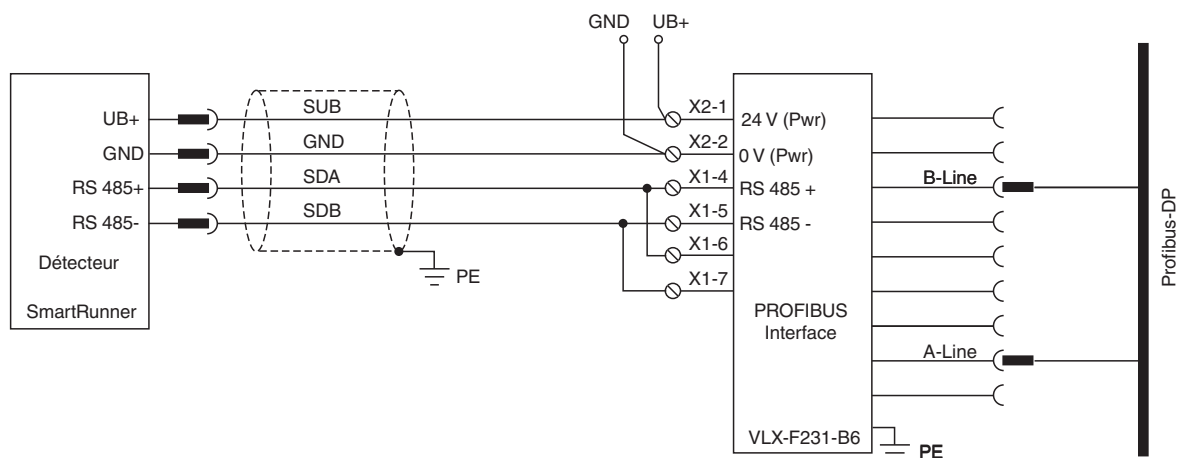 GND UB+
UB+ SUB X2-1 24 V (Pwr)
GND GND X2-2 0 V (Pwr)
RS 485+ SDA X1-4 RS 485 + B-Line
RS 485- SDB X1-5 RS 485 -
X1-6
Détecteur PE X1-7
SmartRunner
PROFIBUS
Interface
A-Line
VLX-F231-B6
PE
Profibus-DP